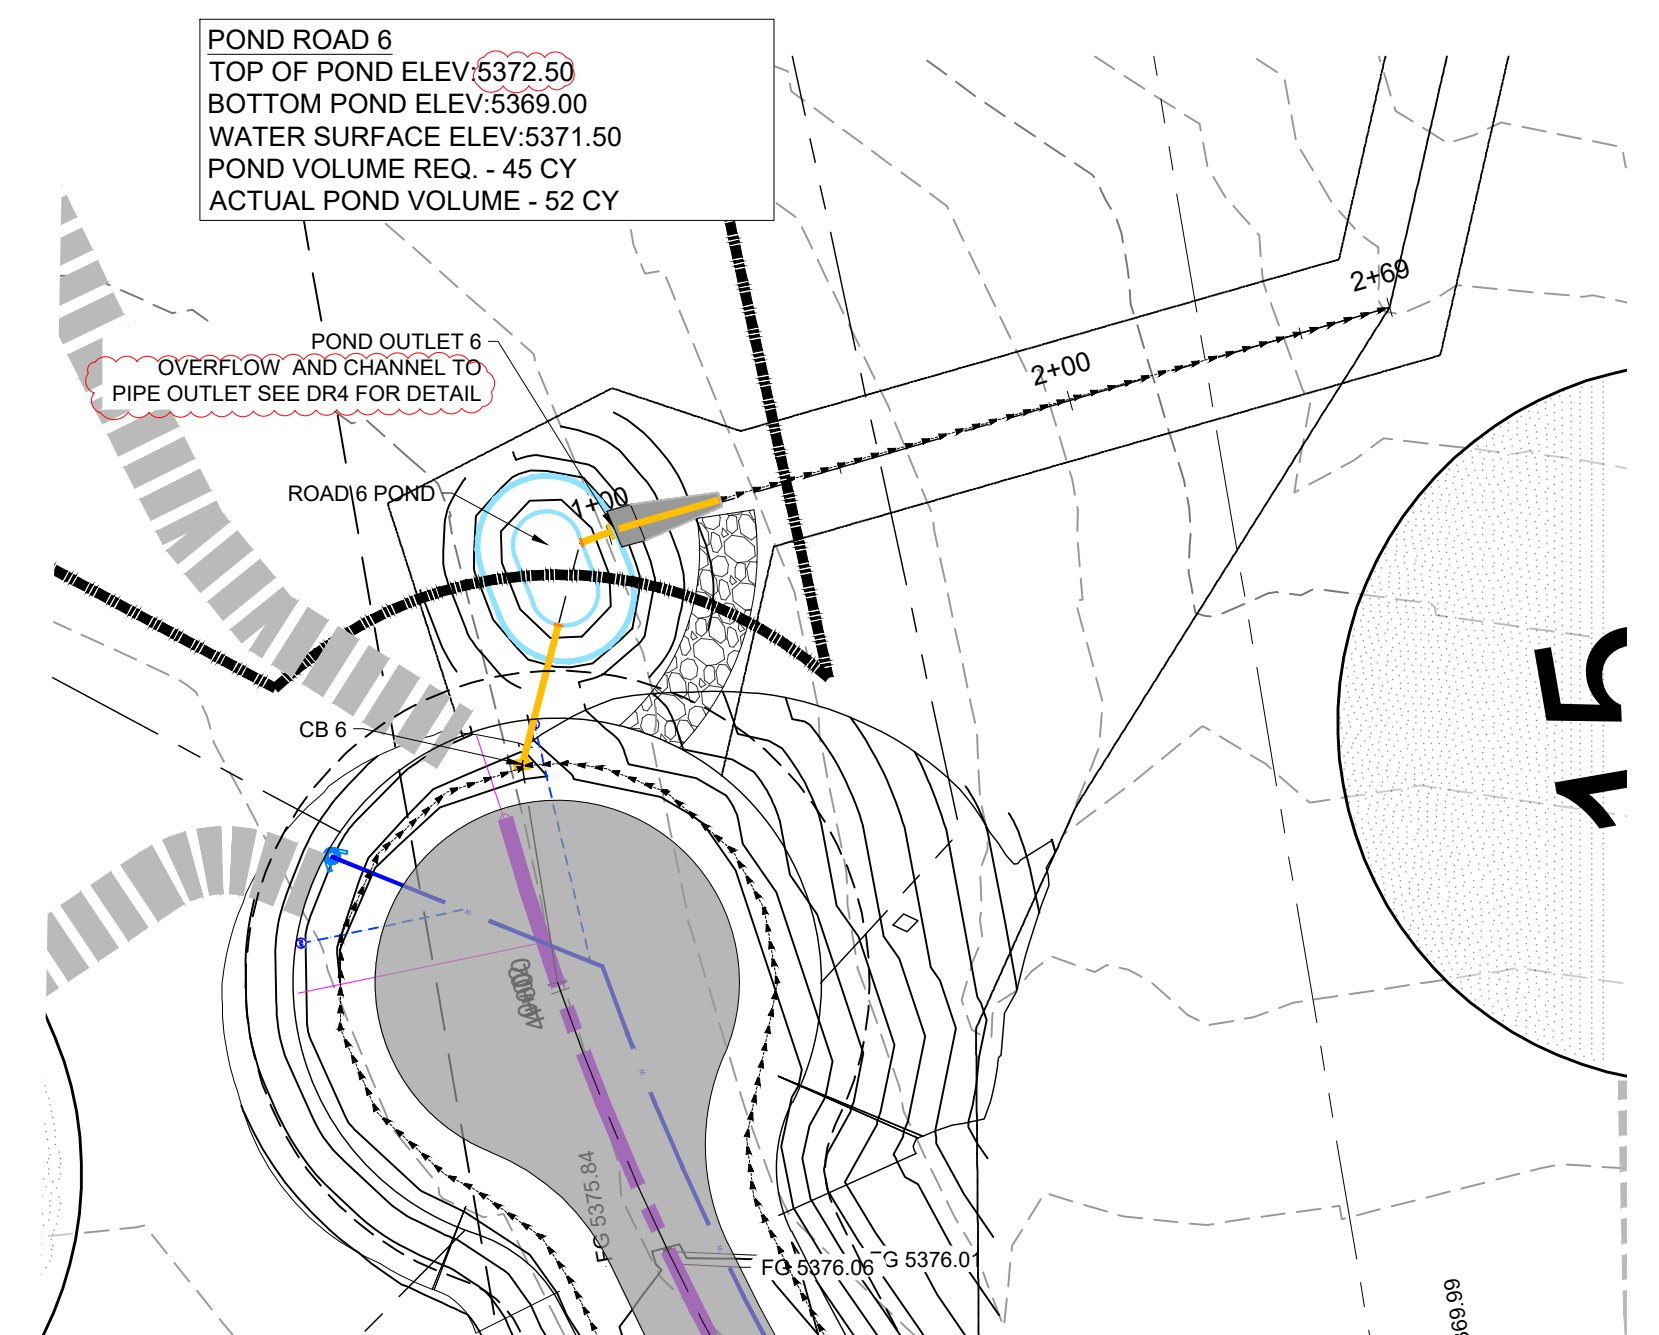 POND ROAD 6
TOP OF POND ELEV:5372.50
BOTTOM POND ELEV:5369.00
WATER SURFACE ELEV:5371.50
POND VOLUME REQ. - 45 CY
ACTUAL POND VOLUME - 52 CY
2+69
POND OUTLET 6
OVERFLOW AND CHANNEL TO
PIPE OUTLET SEE DR4 FOR DETAIL
2+00
ROAD 6 POND
1+00
15
CB 6
FG 5375.84
FG 5376.06
FG 5376.01